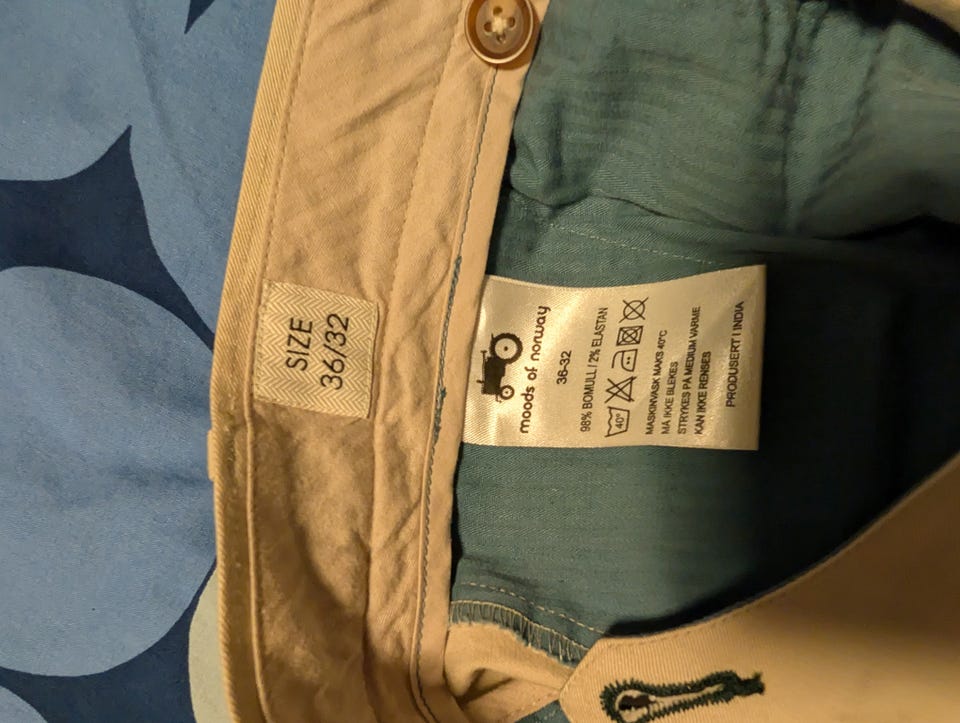 SIZE
36/32
moods of norway
36-32
98% BOMULL / 2% ELASTAN
40°
MASKINVASK MAKS 40°C
MÅ IKKE BLEKES
STRYKES PÅ MEDIUM VARME
KAN IKKE RENSES
PRODUSERT I INDIA